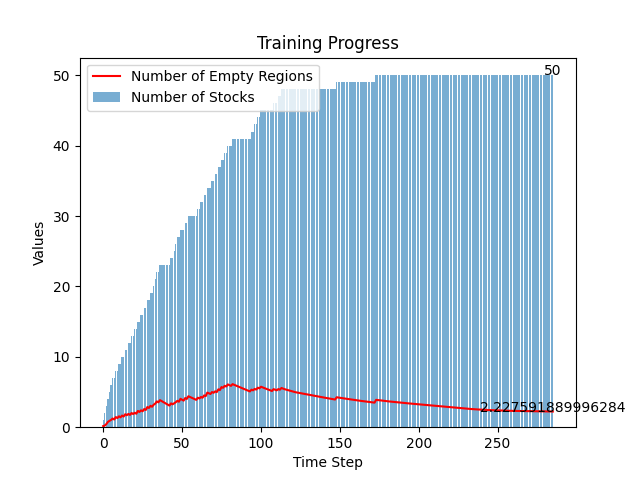 Training Progress
50
Number of Empty Regions
Number of Stocks
50
40
30
20
10
0
Values
2.227591889996284
0 50 100 150 200 250
Time Step